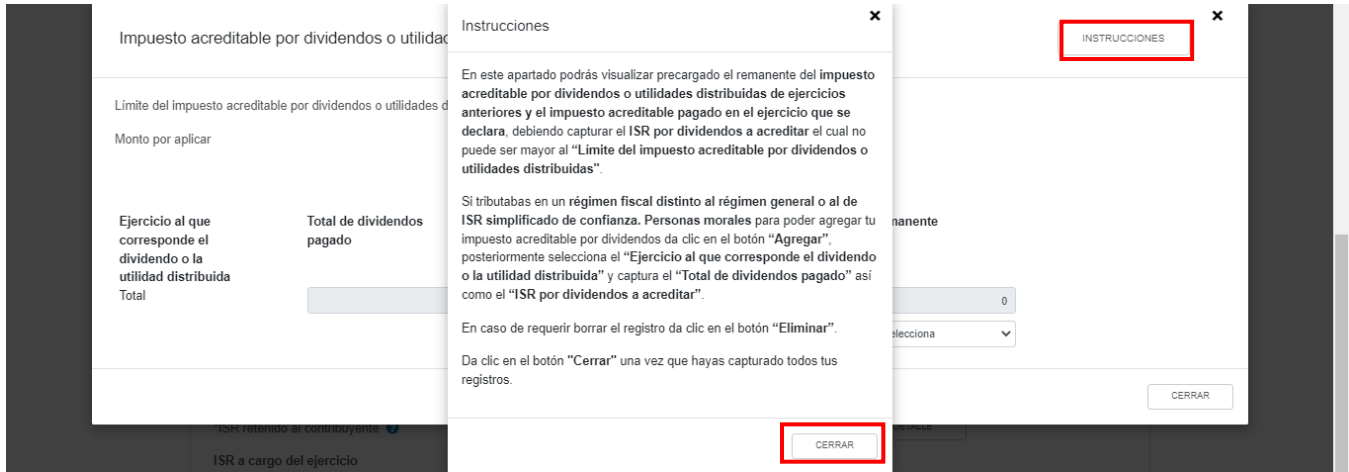 Impuesto acreditable por dividendos o
INSTRUCCIONES
Límite del impuesto acreditable por dividendos o utilidades
Monto por aplicar
Ejercicio al que
corresponde el
dividendo o la
utilidad distribuida
Total de dividendos
pagado
Total
0
CERRAR
Instrucciones
En este apartado podrás visualizar precargado el remanente del impuesto
acreditable por dividendos o utilidades distribuidas de ejercicios
anteriores y el impuesto acreditable pagado en el ejercicio que se
declara, debiendo capturar el ISR por dividendos a acreditar el cual no
puede ser mayor al “Límite del impuesto acreditable por dividendos o
utilidades distribuidas”.
Si tributabas en un régimen fiscal distinto al régimen general o al de
ISR simplificado de confianza. Personas morales para poder agregar tu
impuesto acreditable por dividendos da clic en el botón “Agregar”,
posteriormente selecciona el “Ejercicio al que corresponde el dividendo
o la utilidad distribuida” y captura el “Total de dividendos pagado” así
como el “ISR por dividendos a acreditar”.
En caso de requerir borrar el registro da clic en el botón “Eliminar”.
Da clic en el botón "Cerrar" una vez que hayas capturado todos tus
registros.
CERRAR
*ISR retenido al contribuyente
ISR a cargo del ejercicio